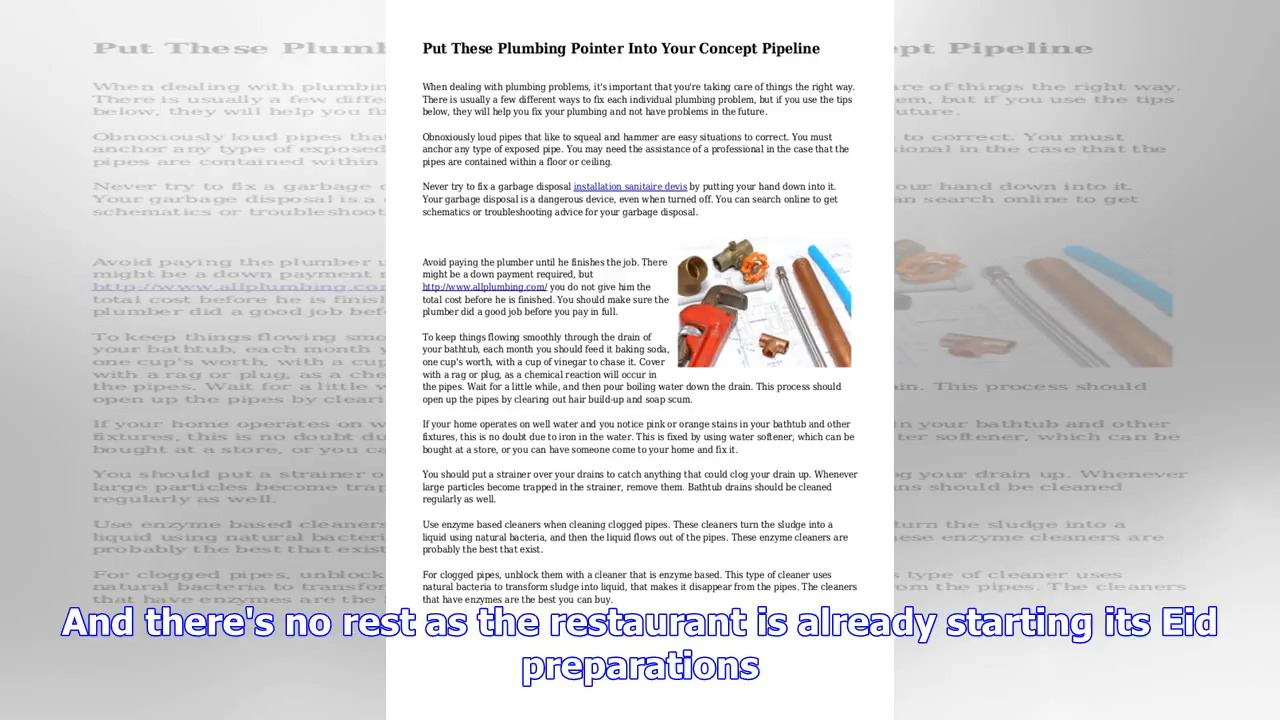 Put These Plumbing Pointer Into Your Concept Pipeline
When dealing with plumbing problems, it's important that you're taking care of things the right way.
There is usually a few different ways to fix each individual plumbing problem, but if you use the tips
below, they will help you fix your plumbing and not have problems in the future.
Obnoxiously loud pipes that like to squeal and hammer are easy situations to correct. You must
anchor any type of exposed pipe. You may need the assistance of a professional in the case that the
pipes are contained within a floor or ceiling.
Never try to fix a garbage disposal installation sanitaire devis by putting your hand down into it.
Your garbage disposal is a dangerous device, even when turned off. You can search online to get
schematics or troubleshooting advice for your garbage disposal.
Avoid paying the plumber until he finishes the job. There
might be a down payment required, but
http://www.allplumbing.com/ you do not give him the
total cost before he is finished. You should make sure the
plumber did a good job before you pay in full.
To keep things flowing smoothly through the drain of
your bathtub, each month you should feed it baking soda,
one cup's worth, with a cup of vinegar to chase it. Cover
with a rag or plug, as a chemical reaction will occur in
the pipes. Wait for a little while, and then pour boiling water down the drain. This process should
open up the pipes by clearing out hair build-up and soap scum.
If your home operates on well water and you notice pink or orange stains in your bathtub and other
fixtures, this is no doubt due to iron in the water. This is fixed by using water softener, which can be
bought at a store, or you can have someone come to your home and fix it.
You should put a strainer over your drains to catch anything that could clog your drain up. Whenever
large particles become trapped in the strainer, remove them. Bathtub drains should be cleaned
regularly as well.
Use enzyme based cleaners when cleaning clogged pipes. These cleaners turn the sludge into a
liquid using natural bacteria, and then the liquid flows out of the pipes. These enzyme cleaners are
probably the best that exist.
For clogged pipes, unblock them with a cleaner that is enzyme based. This type of cleaner uses
natural bacteria to transform sludge into liquid, that makes it disappear from the pipes. The cleaners
that have enzymes are the best you can buy.
And there's no rest as the restaurant is already starting its Eid
preparations